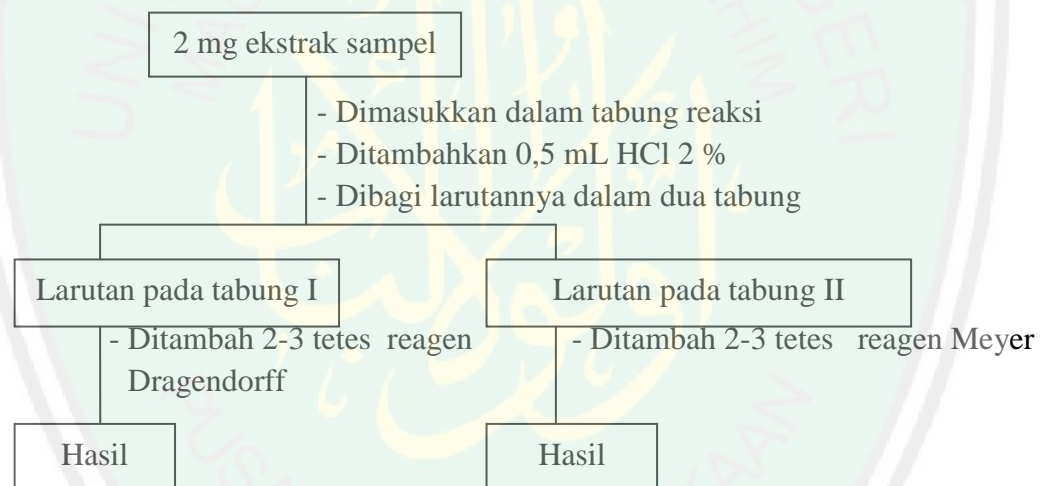 2 mg ekstrak sampel
- Dimasukkan dalam tabung reaksi
- Ditambahkan 0,5 mL HCl 2 %
- Dibagi larutannya dalam dua tabung
Larutan pada tabung I
Larutan pada tabung II
- Ditambah 2-3 tetes reagen
Dragendorff
- Ditambah 2-3 tetes reagen Meyer
Hasil
Hasil